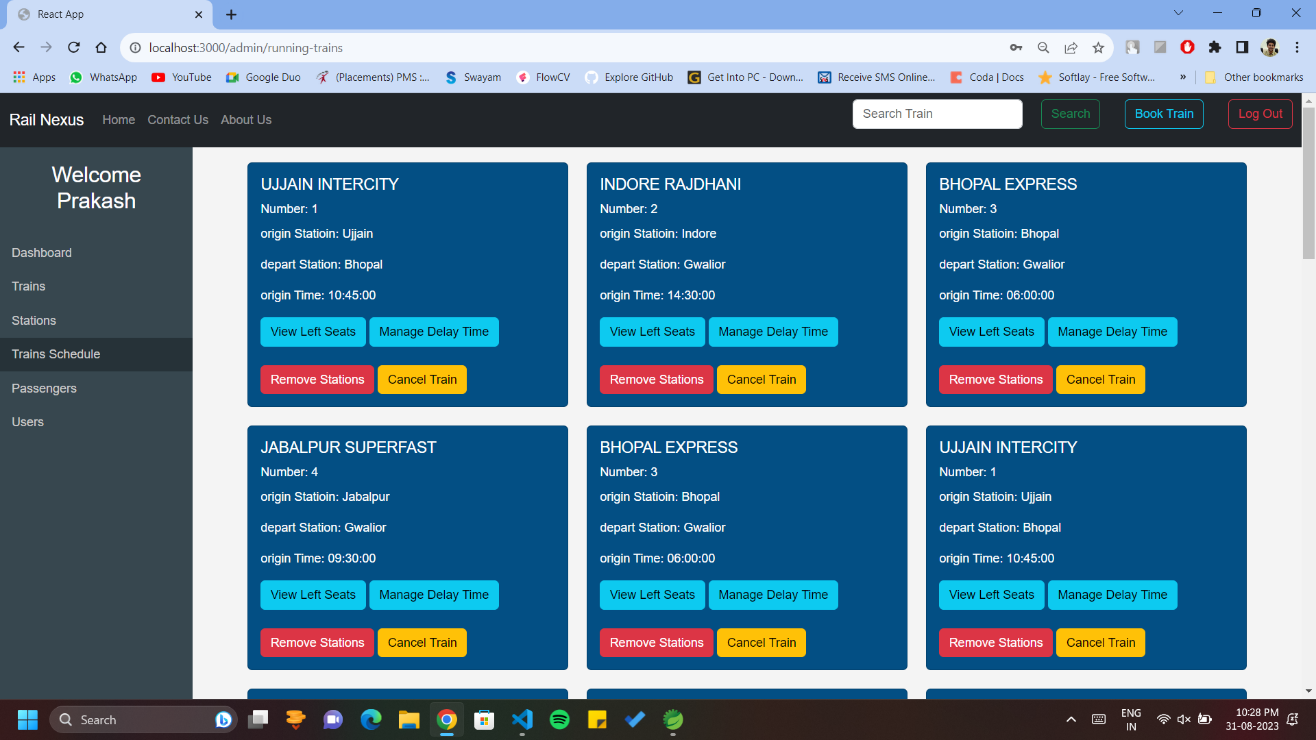 React App
localhost:3000/admin/running-trains
Apps WhatsApp YouTube Google Duo (Placements) PMS :... Swayam FlowCV Explore GitHub Get Into PC - Down... Receive SMS Online... Coda | Docs Softlay - Free Softw... » Other bookmarks
Rail Nexus Home Contact Us About Us Search Train Search Book Train Log Out
Welcome
Prakash
Dashboard
Trains
Stations
Trains Schedule
Passengers
Users
UJJAIN INTERCITY
Number: 1
origin Statioin: Ujjain
depart Station: Bhopal
origin Time: 10:45:00
View Left Seats Manage Delay Time
Remove Stations Cancel Train
INDORE RAJDHANI
Number: 2
origin Statioin: Indore
depart Station: Gwalior
origin Time: 14:30:00
View Left Seats Manage Delay Time
Remove Stations Cancel Train
BHOPAL EXPRESS
Number: 3
origin Statioin: Bhopal
depart Station: Gwalior
origin Time: 06:00:00
View Left Seats Manage Delay Time
Remove Stations Cancel Train
JABALPUR SUPERFAST
Number: 4
origin Statioin: Jabalpur
depart Station: Gwalior
origin Time: 09:30:00
View Left Seats Manage Delay Time
Remove Stations Cancel Train
BHOPAL EXPRESS
Number: 3
origin Statioin: Bhopal
depart Station: Gwalior
origin Time: 06:00:00
View Left Seats Manage Delay Time
Remove Stations Cancel Train
UJJAIN INTERCITY
Number: 1
origin Statioin: Ujjain
depart Station: Bhopal
origin Time: 10:45:00
View Left Seats Manage Delay Time
Remove Stations Cancel Train
Search
ENG
IN
10:28 PM
31-08-2023